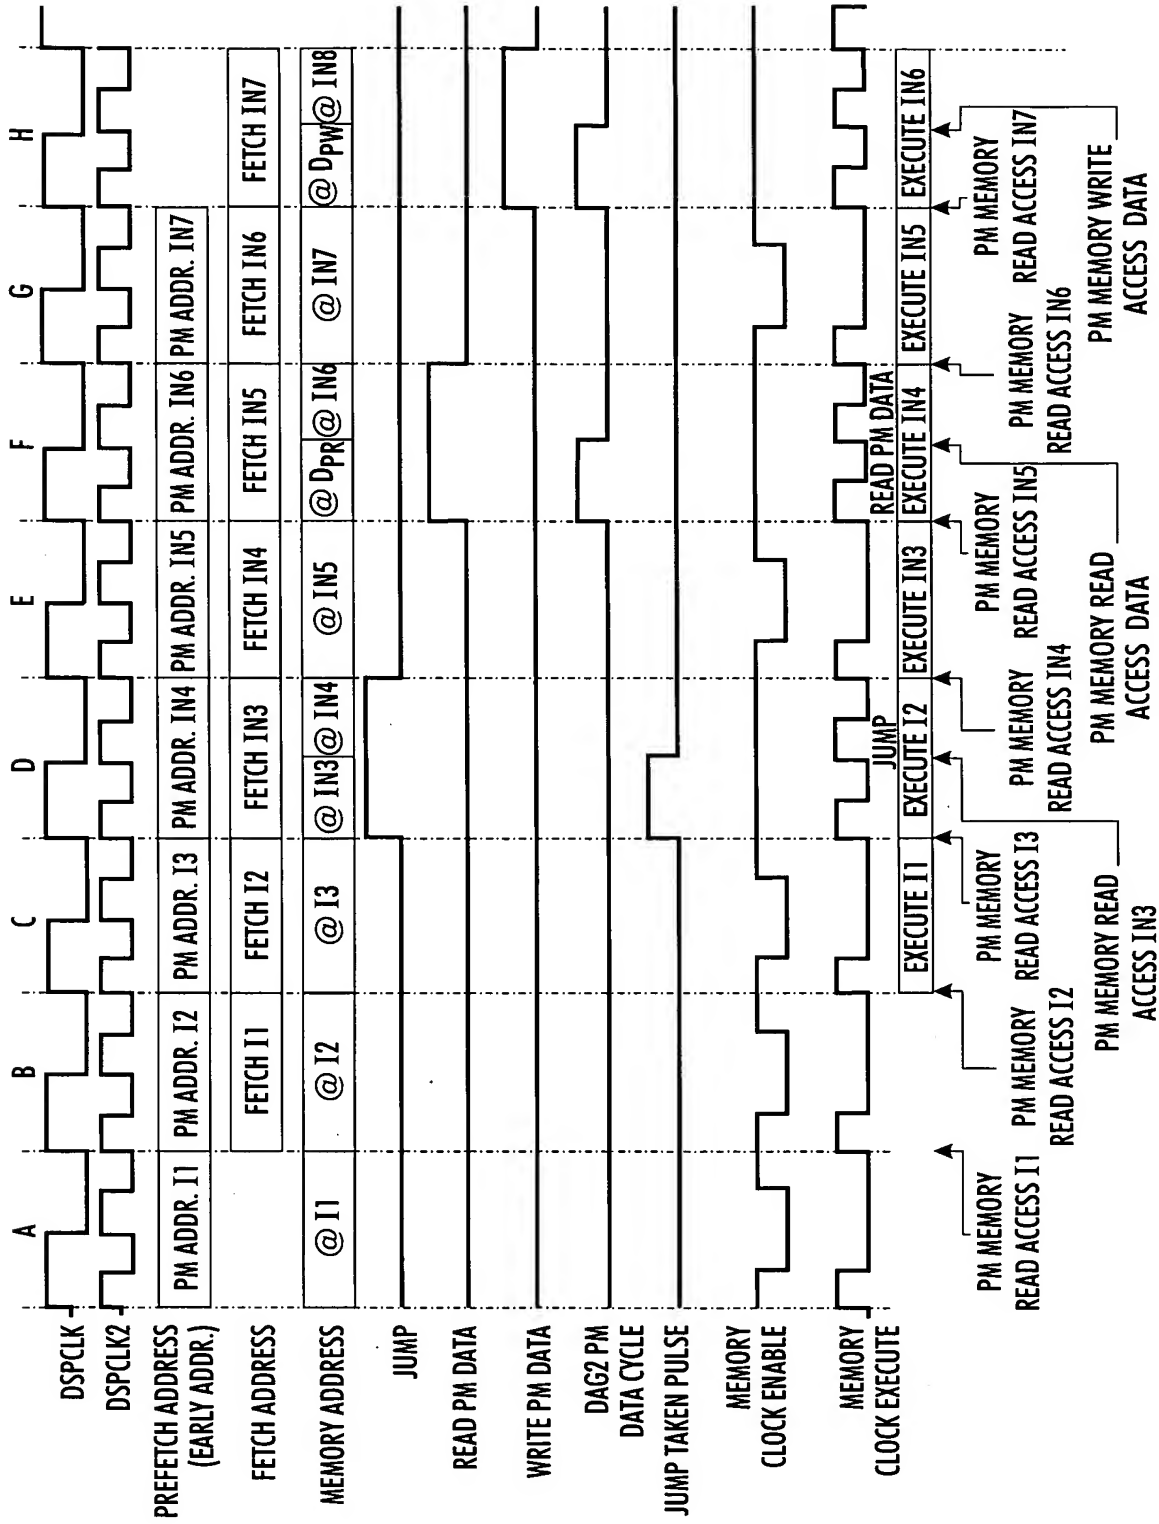 A B C D E F G H
DSPCLK
DSPCLK2
PREFETCH ADDRESS
(EARLY ADDR.)
PM ADDR. I1 PM ADDR. I2 PM ADDR. I3 PM ADDR. IN4 PM ADDR. IN5 PM ADDR. IN6 PM ADDR. IN7
FETCH ADDRESS
FETCH I1 FETCH I2 FETCH IN3 FETCH IN4 FETCH IN5 FETCH IN6 FETCH IN7
MEMORY ADDRESS
@ I1 @ I2 @ I3 @ IN3 @ IN4 @ IN5 @ DPR @ IN6 @ IN7 @ DPW @ IN8
JUMP
READ PM DATA
WRITE PM DATA
DAG2 PM
DATA CYCLE
JUMP TAKEN PULSE
MEMORY
CLOCK ENABLE
MEMORY
CLOCK EXECUTE
JUMP READ PM DATA
EXECUTE I1 EXECUTE I2 EXECUTE IN3 EXECUTE IN4 EXECUTE IN5 EXECUTE IN6
PM MEMORY
READ ACCESS I1
PM MEMORY
READ ACCESS I2
PM MEMORY
READ ACCESS I3
PM MEMORY READ
ACCESS IN3
PM MEMORY
READ ACCESS IN4
PM MEMORY
READ ACCESS IN5
PM MEMORY READ
ACCESS DATA
PM MEMORY
READ ACCESS IN6
PM MEMORY
READ ACCESS IN7
PM MEMORY WRITE
ACCESS DATA